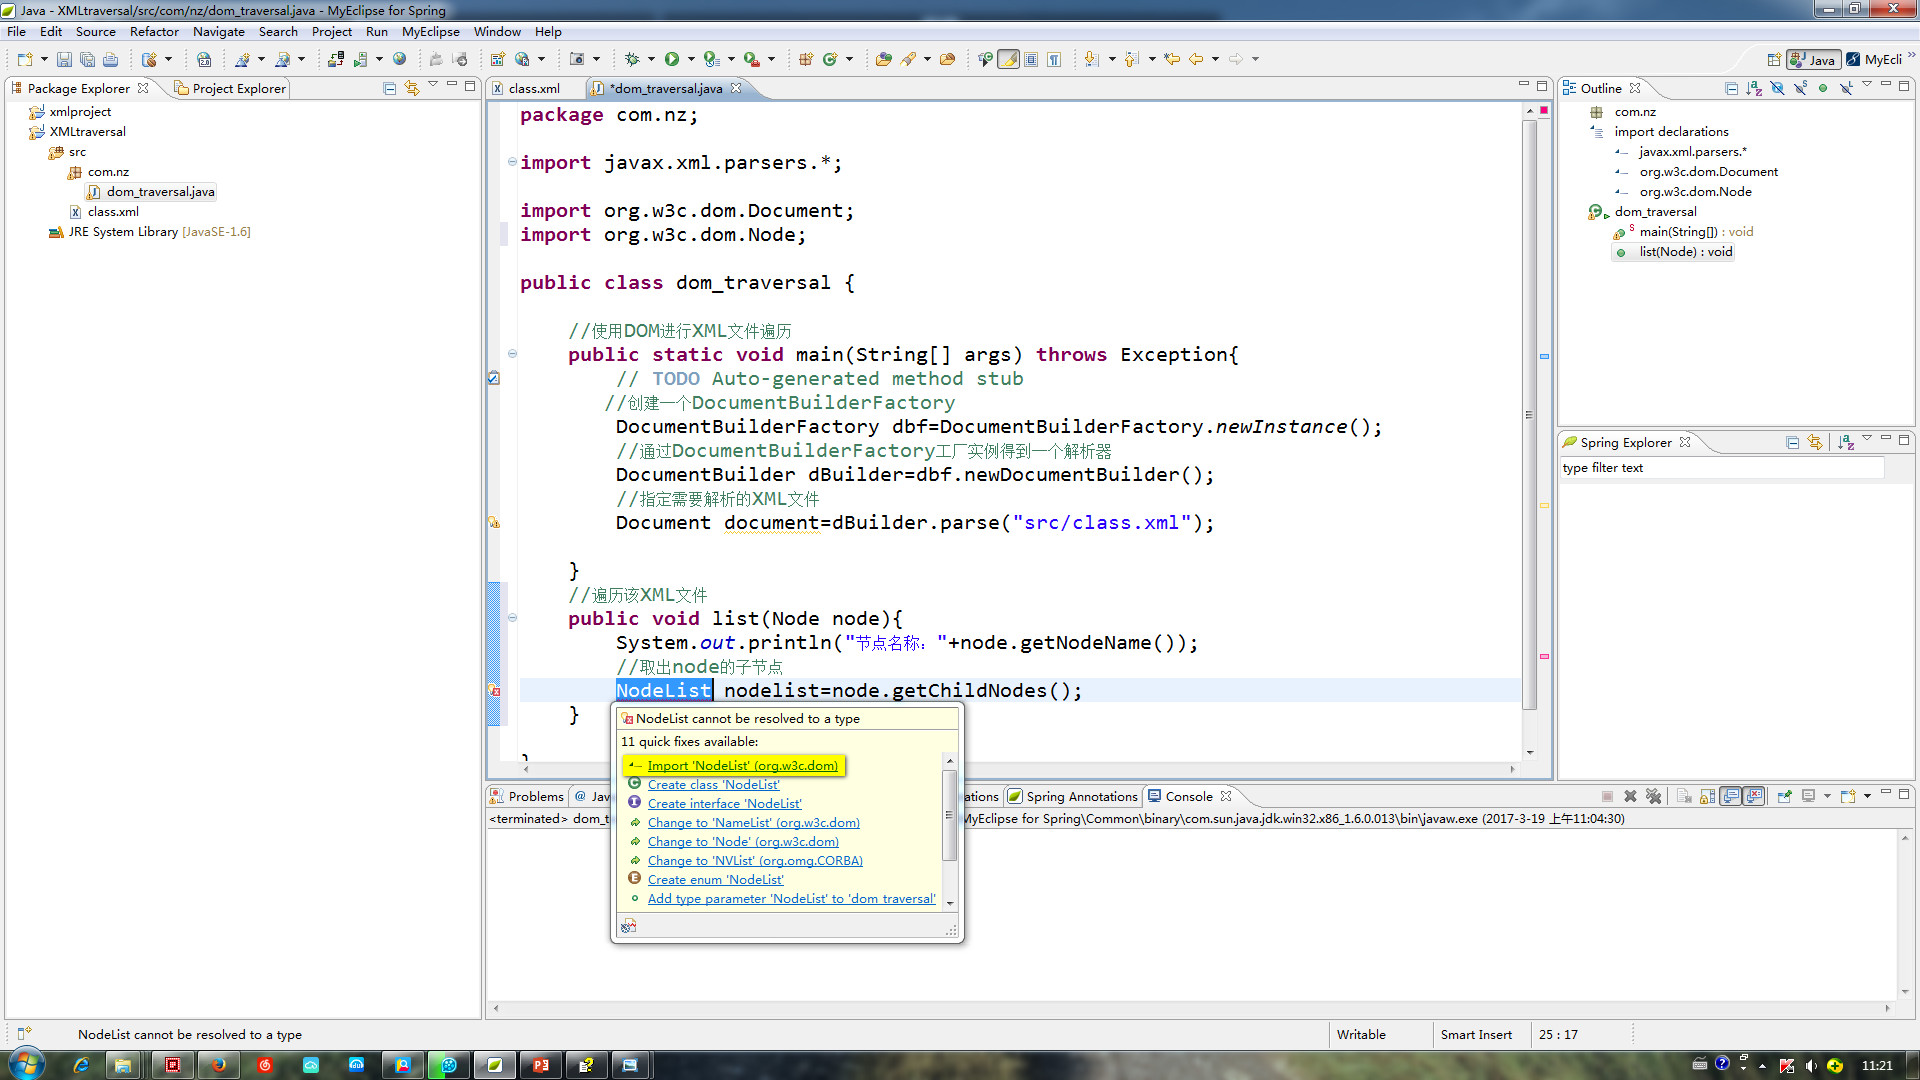 Java - XMLtraversal/src/com/nz/dom_traversal.java - MyEclipse for Spring
File Edit Source Refactor Navigate Search Project Run MyEclipse Window Help
Java MyEcli
Package Explorer Project Explorer
xmlproject
XMLtraversal
src
com.nz
dom_traversal.java
class.xml
JRE System Library [JavaSE-1.6]
class.xml *dom_traversal.java
package com.nz;
import javax.xml.parsers.*;
import org.w3c.dom.Document;
import org.w3c.dom.Node;
public class dom_traversal {
//使用DOM进行XML文件遍历
public static void main(String[] args) throws Exception{
// TODO Auto-generated method stub
//创建一个DocumentBuilderFactory
DocumentBuilderFactory dbf=DocumentBuilderFactory.newInstance();
//通过DocumentBuilderFactory工厂实例得到一个解析器
DocumentBuilder dBuilder=dbf.newDocumentBuilder();
//指定需要解析的XML文件
Document document=dBuilder.parse("src/class.xml");
}
//遍历该XML文件
public void list(Node node){
System.out.println("节点名称："+node.getNodeName());
//取出node的子节点
NodeList nodelist=node.getChildNodes();
}
}
NodeList cannot be resolved to a type
11 quick fixes available:
Import 'NodeList' (org.w3c.dom)
Create class 'NodeList'
Create interface 'NodeList'
Change to 'NameList' (org.w3c.dom)
Change to 'Node' (org.w3c.dom)
Change to 'NVList' (org.omg.CORBA)
Create enum 'NodeList'
Add type parameter 'NodeList' to 'dom_traversal'
Outline
com.nz
import declarations
javax.xml.parsers.*
org.w3c.dom.Document
org.w3c.dom.Node
dom_traversal
main(String[]) : void
list(Node) : void
Spring Explorer
type filter text
Problems @ Jav ations Spring Annotations Console
<terminated> dom_t MyEclipse for Spring\Common\binary\com.sun.java.jdk.win32.x86_1.6.0.013\bin\javaw.exe (2017-3-19 上午11:04:30)
NodeList cannot be resolved to a type Writable Smart Insert 25 : 17
11:21